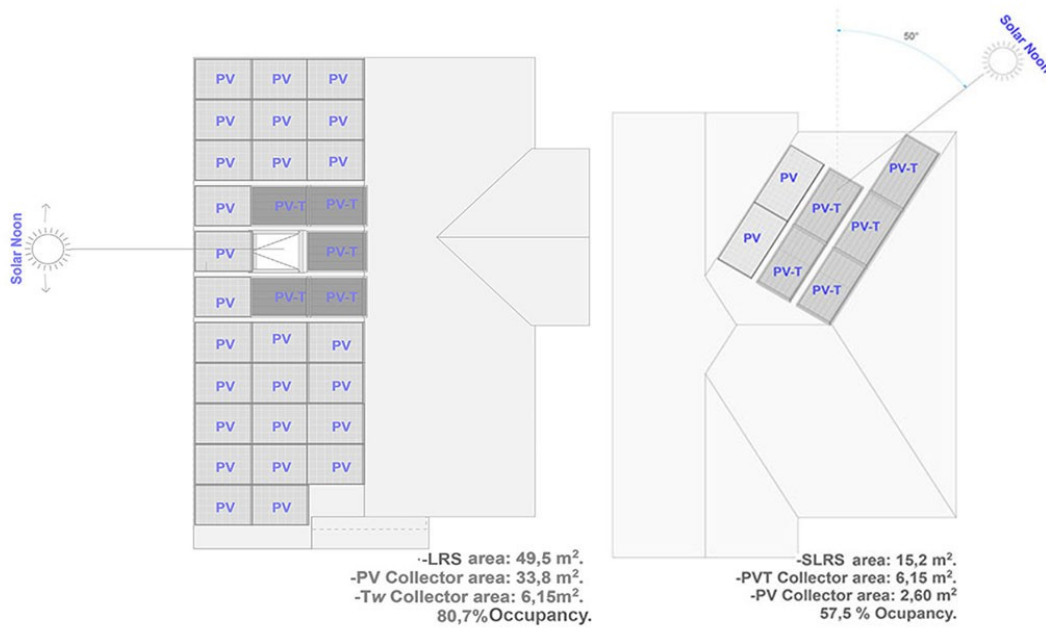 Solar Noon
PV PV PV
PV PV PV
PV PV PV
PV PV-T PV-T
PV PV-T
PV PV-T PV-T
PV PV PV
PV PV PV
PV PV PV
PV PV PV
PV PV
·-LRS area: 49,5 m².
-PV Collector area: 33,8 m².
-Tw Collector area: 6,15m².
80,7% Occupancy.
50°
Solar Noon
PV
PV
PV-T
PV-T
PV-T
PV-T
PV-T
-SLRS area: 15,2 m².
-PVT Collector area: 6,15 m².
-PV Collector area: 2,60 m²
57,5 % Ocupancy.